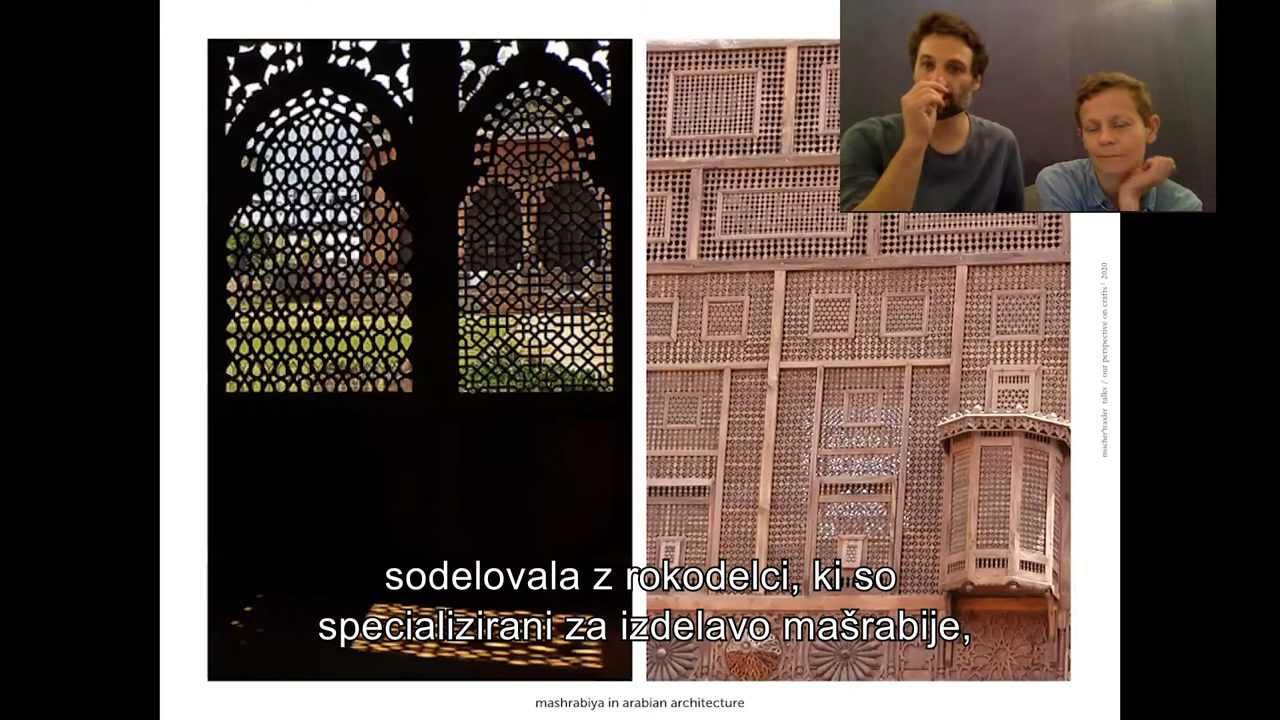 mischer'traxler talks / our perspective on crafts' 2020
sodelovala z rokodelci, ki so
specializirani za izdelavo mašrabije,
mashrabiya in arabian architecture